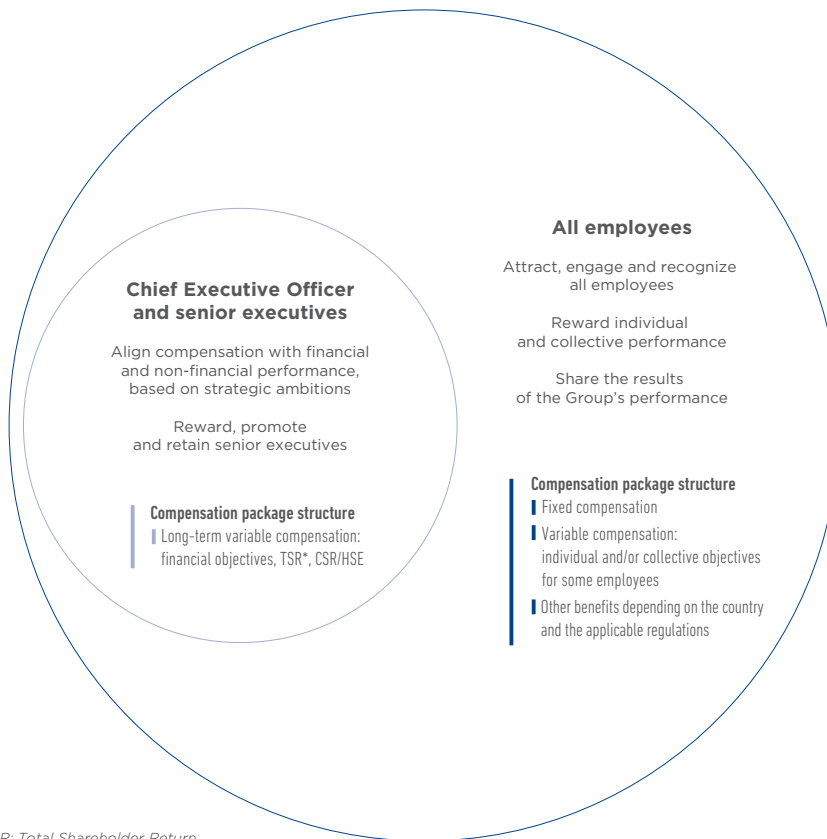 Chief Executive Officer
and senior executives
Align compensation with financial
and non-financial performance,
based on strategic ambitions
Reward, promote
and retain senior executives
Compensation package structure
Long-term variable compensation:
financial objectives, TSR*, CSR/HSE
All employees
Attract, engage and recognize
all employees
Reward individual
and collective performance
Share the results
of the Group's performance
Compensation package structure
Fixed compensation
Variable compensation:
individual and/or collective objectives
for some employees
Other benefits depending on the country
and the applicable regulations
Total Shareholder Return